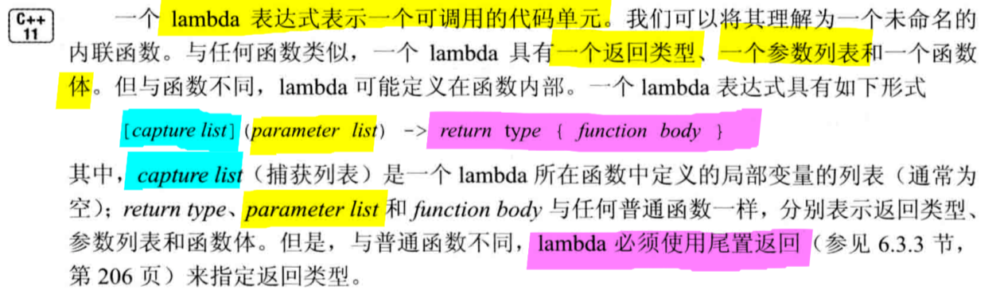 C++
11
一个 lambda 表达式表示一个可调用的代码单元。我们可以将其理解为一个未命名的
内联函数。与任何函数类似，一个 lambda 具有一个返回类型、一个参数列表和一个函数
体。但与函数不同，lambda 可能定义在函数内部。一个 lambda 表达式具有如下形式
[capture list] (parameter list) -> return type { function body }
其中，capture list（捕获列表）是一个 lambda 所在函数中定义的局部变量的列表（通常为
空）；return type、parameter list 和 function body 与任何普通函数一样，分别表示返回类型、
参数列表和函数体。但是，与普通函数不同，lambda 必须使用尾置返回（参见 6.3.3 节，
第 206 页）来指定返回类型。